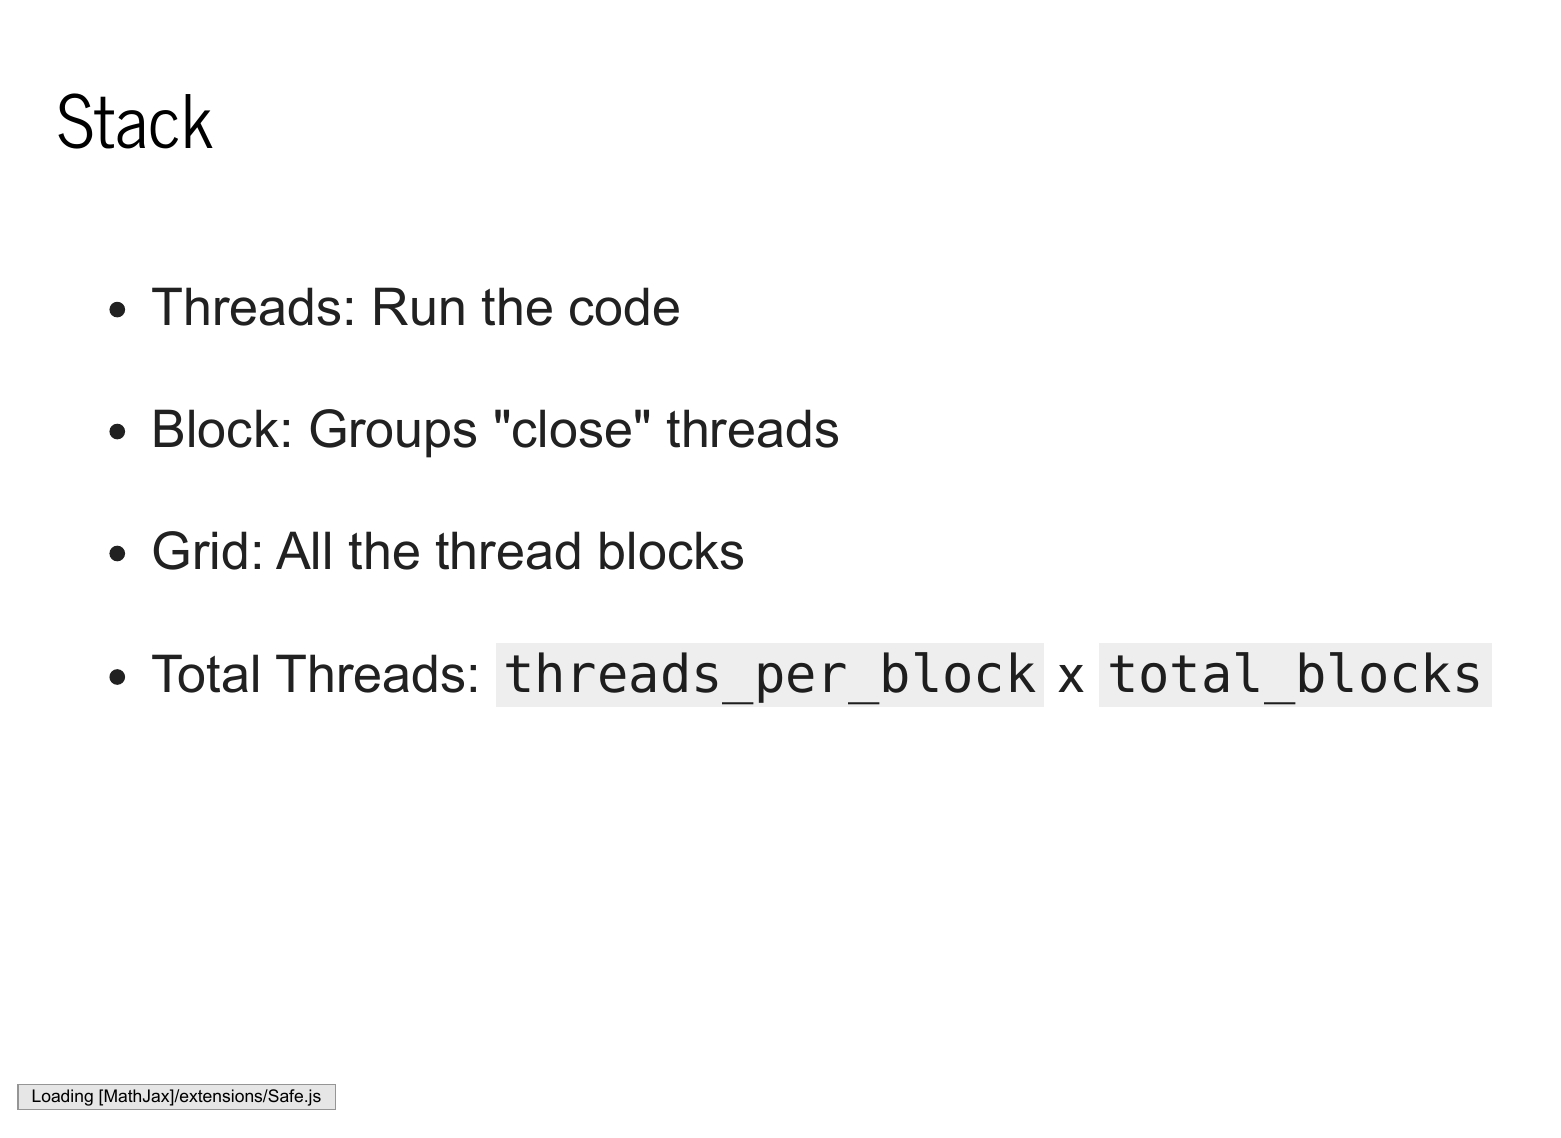 Stack
• Threads: Run the code
• Block: Groups "close" threads
• Grid: All the thread blocks
• Total Threads: threads_per_block x total_blocks
Loading [MathJax]/extensions/Safe.js